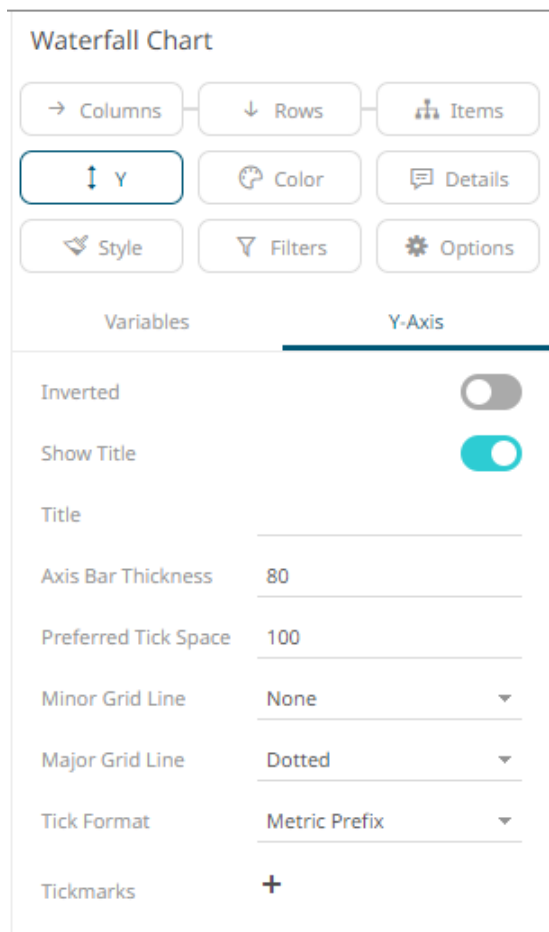 Waterfall Chart
Columns Rows Items
Y Color Details
Style Filters Options
Variables Y-Axis
Inverted
Show Title
Title
Axis Bar Thickness 80
Preferred Tick Space 100
Minor Grid Line None
Major Grid Line Dotted
Tick Format Metric Prefix
Tickmarks +